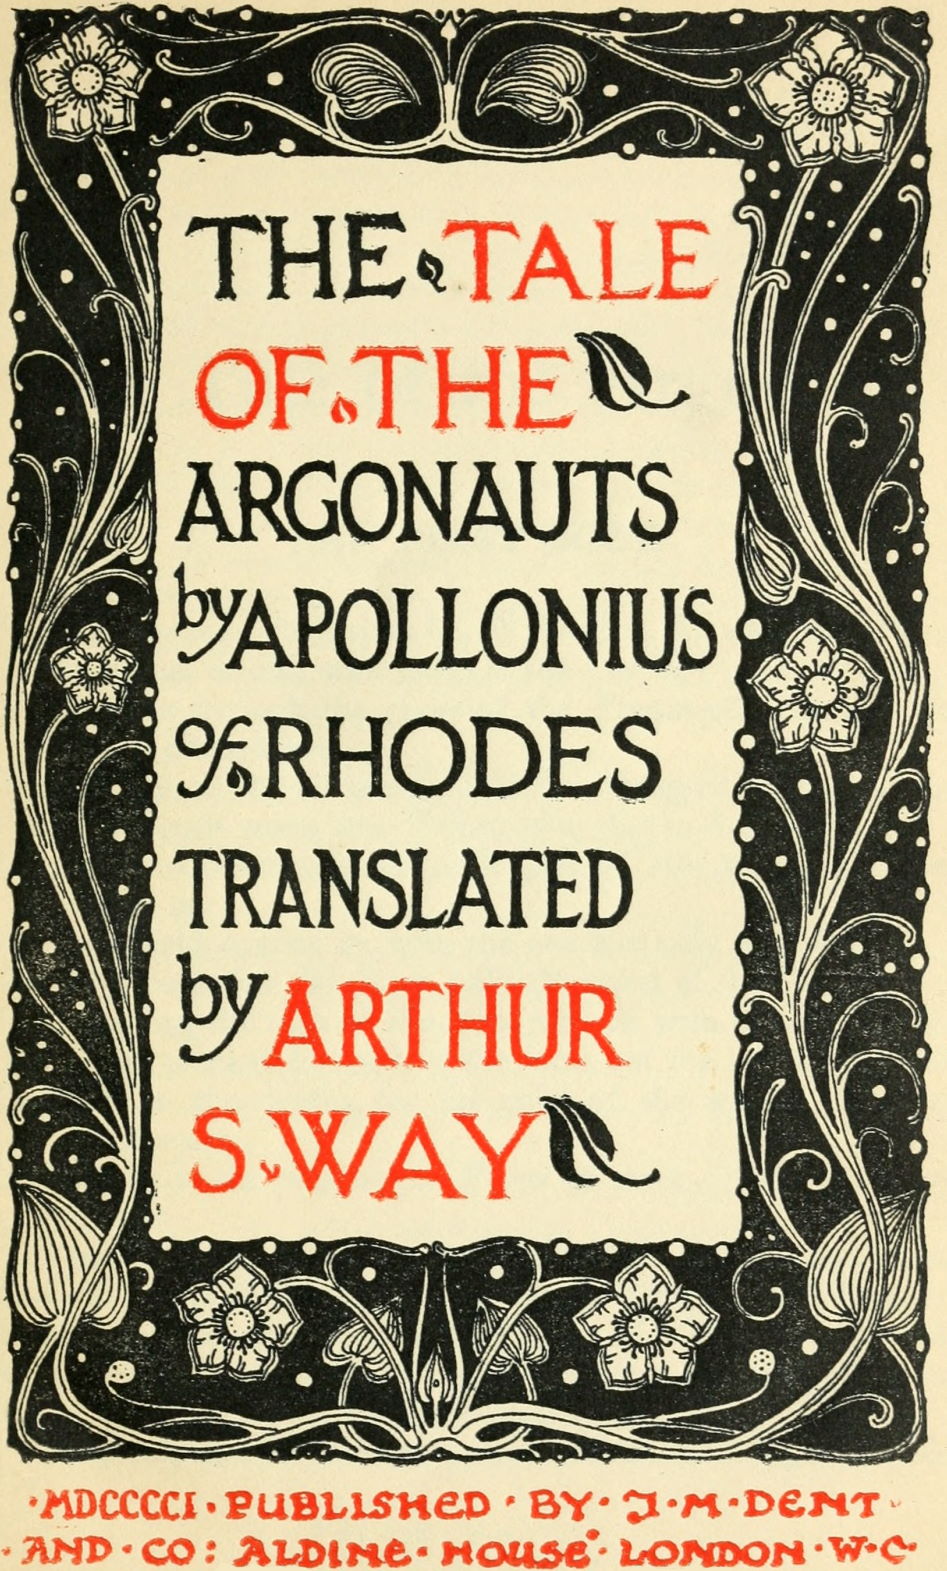 THE TALE
OF THE
ARGONAUTS
by APOLLONIUS
of RHODES
TRANSLATED
by ARTHUR
S. WAY
·MDCCCCI·PUBLISHED·BY·J·M·DENT·
·AND·CO: ALDINE·HOUSE·LONDON·W·C·